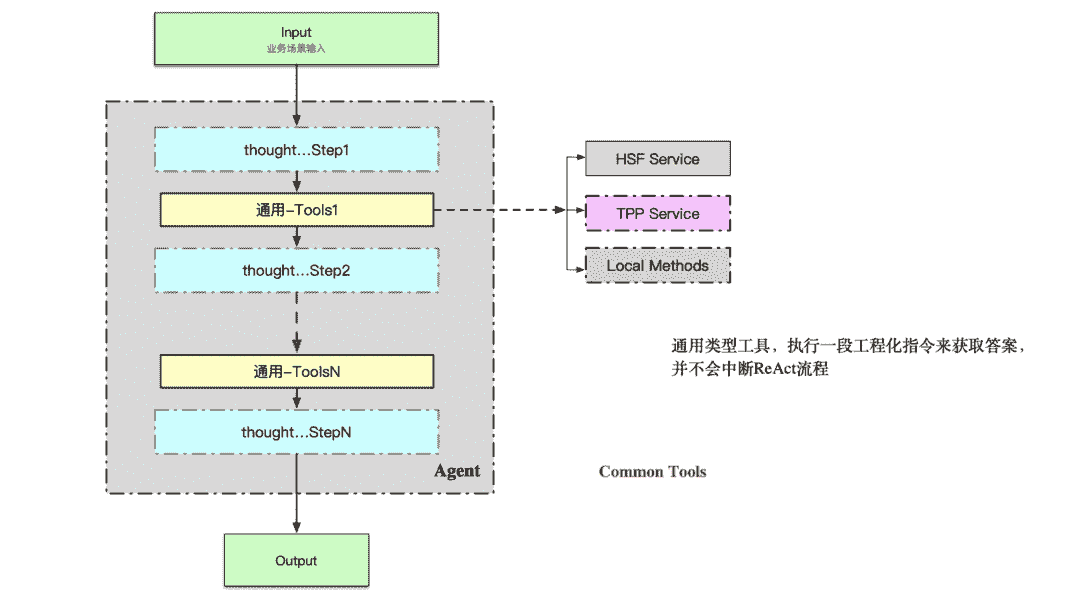 Input
业务场景输入
thought...Step1
通用-Tools1
thought...Step2
通用-ToolsN
thought...StepN
Agent
Output
HSF Service
TPP Service
Local Methods
通用类型工具，执行一段工程化指令来获取答案，
并不会中断ReAct流程
Common Tools